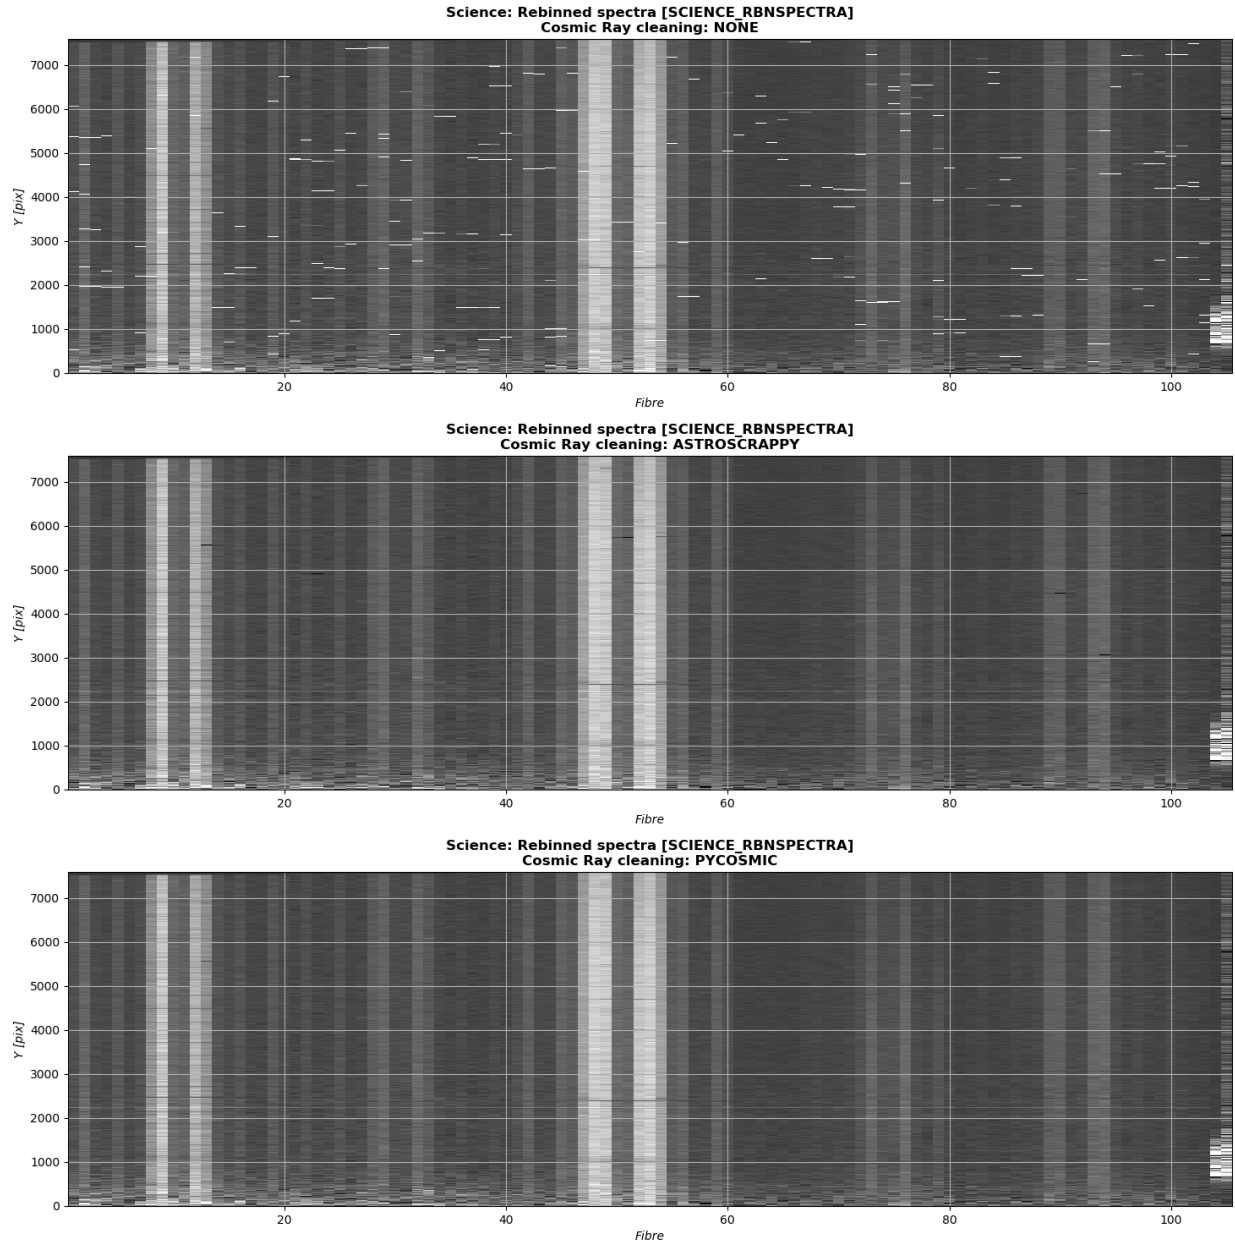 Science: Rebinned spectra [SCIENCE_RBNSPECTRA]
Cosmic Ray cleaning: NONE
7000
6000
5000
4000
3000
2000
1000
0
Y [pix]
20 40 60 80 100
Fibre
Science: Rebinned spectra [SCIENCE_RBNSPECTRA]
Cosmic Ray cleaning: ASTROSCRAPPY
7000
6000
5000
4000
3000
2000
1000
0
Y [pix]
20 40 60 80 100
Fibre
Science: Rebinned spectra [SCIENCE_RBNSPECTRA]
Cosmic Ray cleaning: PYCOSMIC
7000
6000
5000
4000
3000
2000
1000
0
Y [pix]
20 40 60 80 100
Fibre